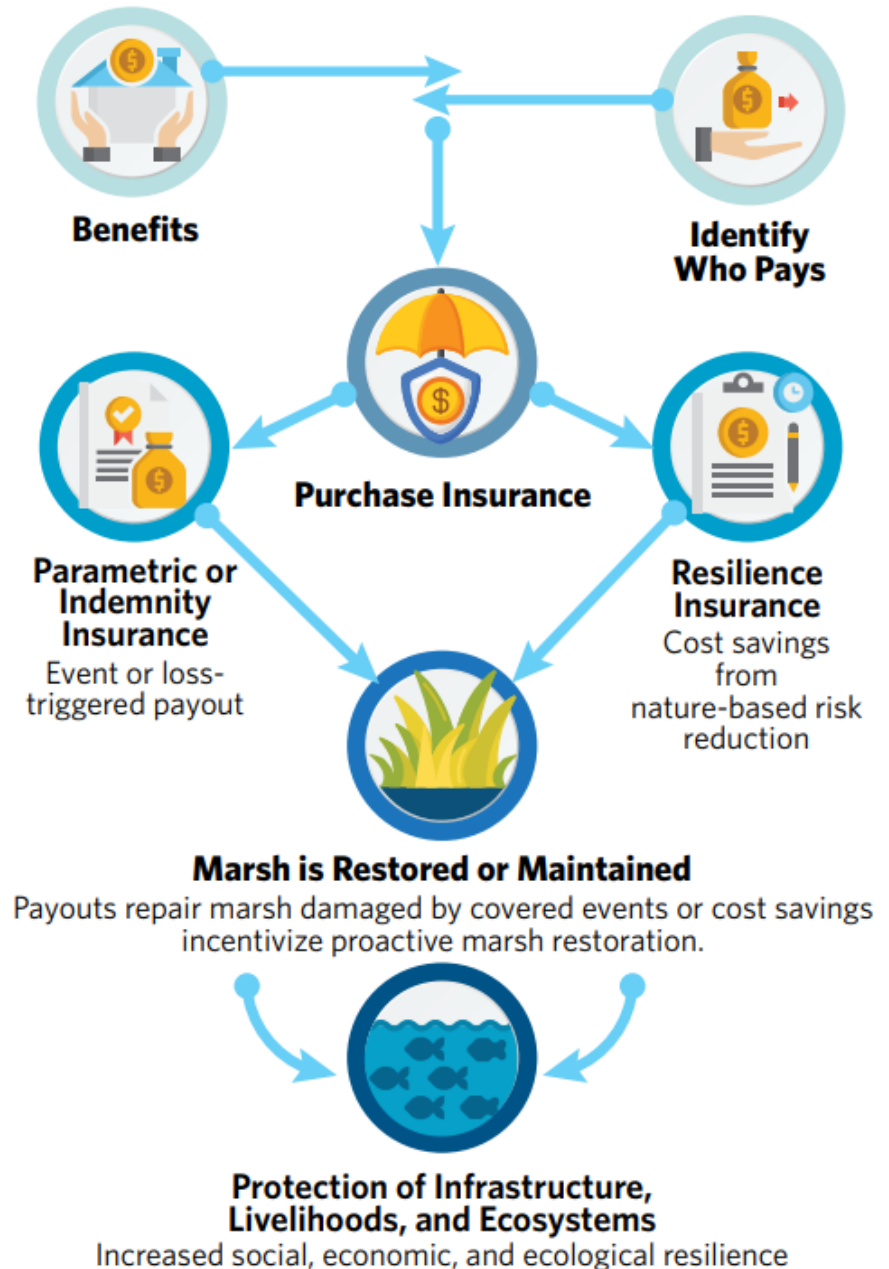 Benefits
Identify
Who Pays
Purchase Insurance
Parametric or
Indemnity
Insurance
Event or loss-
triggered payout
Resilience
Insurance
Cost savings
from
nature-based risk
reduction
Marsh is Restored or Maintained
Payouts repair marsh damaged by covered events or cost savings
incentivize proactive marsh restoration.
Protection of Infrastructure,
Livelihoods, and Ecosystems
Increased social, economic, and ecological resilience